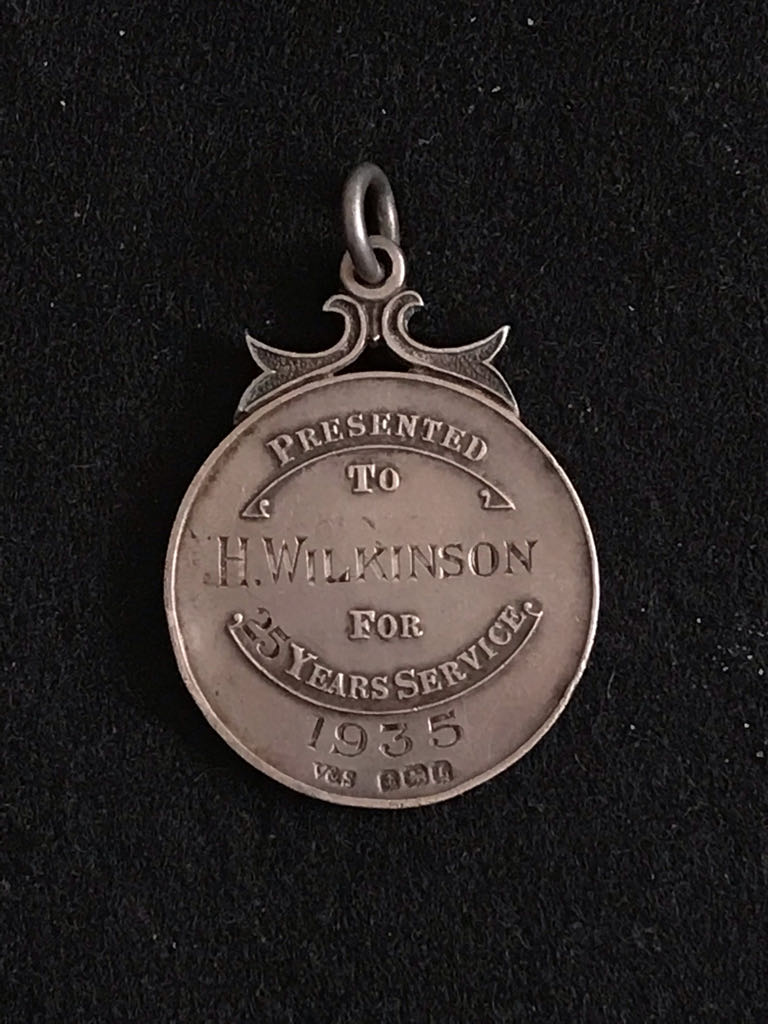 PRESENTED
TO
H. WILKINSON
FOR
25 YEARS SERVICE
1935
V&S